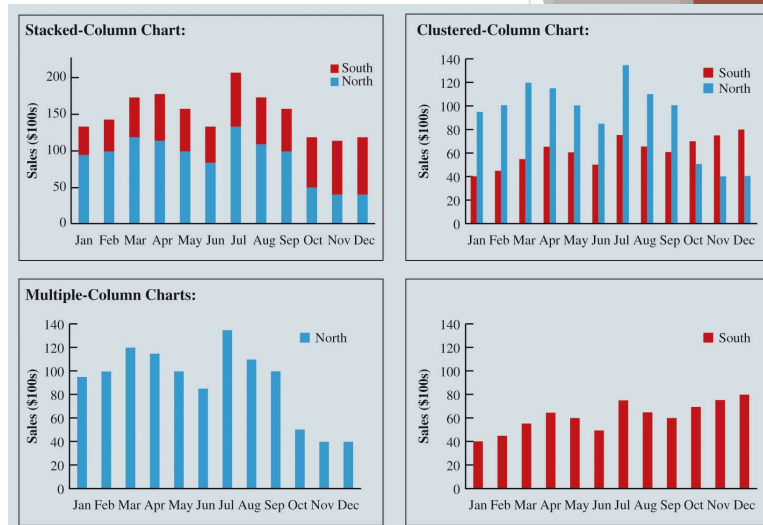 Stacked-Column Chart:
South
North
Sales ($100s)
200
150
100
50
0
Jan Feb Mar Apr May Jun Jul Aug Sep Oct Nov Dec
Clustered-Column Chart:
South
North
Sales ($100s)
140
120
100
80
60
40
20
0
Jan Feb Mar Apr May Jun Jul Aug Sep Oct Nov Dec
Multiple-Column Charts:
North
Sales ($100s)
140
120
100
80
60
40
20
0
Jan Feb Mar Apr May Jun Jul Aug Sep Oct Nov Dec
South
Sales ($100s)
140
120
100
80
60
40
20
0
Jan Feb Mar Apr May Jun Jul Aug Sep Oct Nov Dec